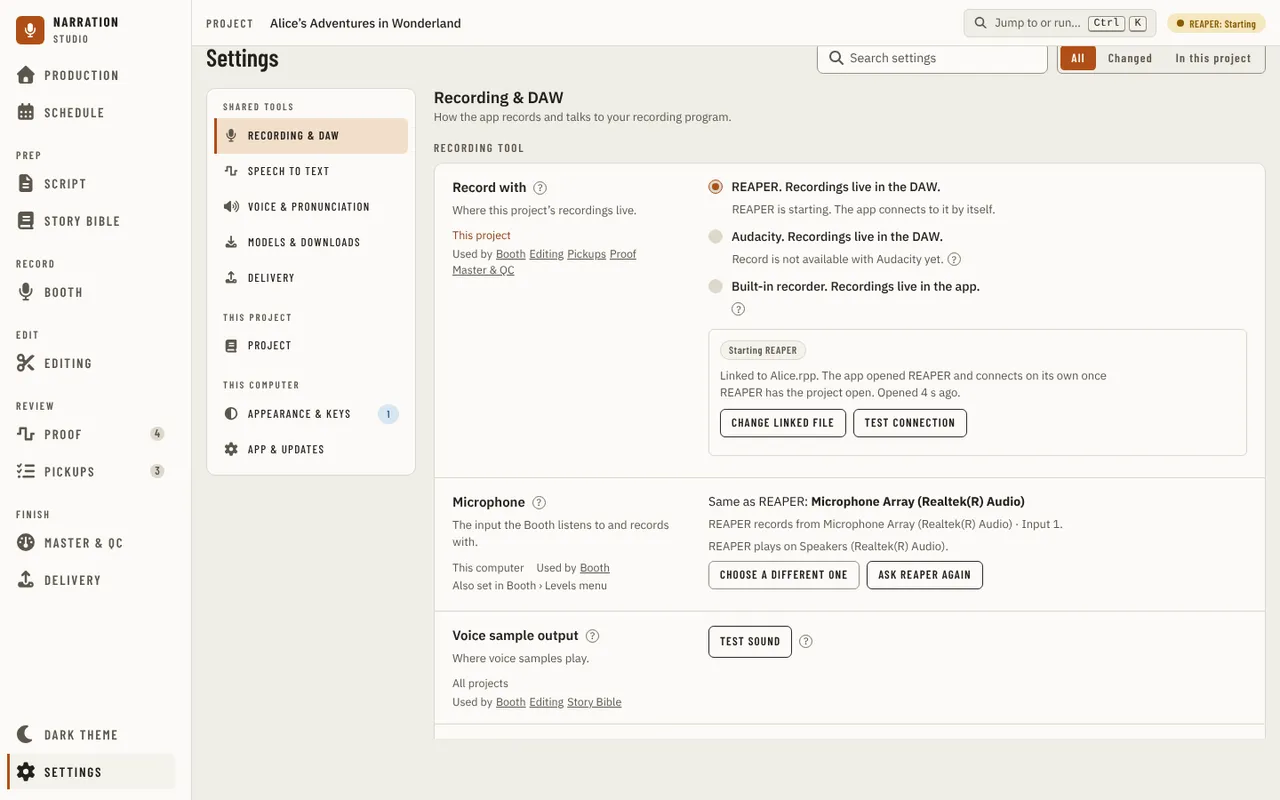 NARRATION
STUDIO
PROJECT Alice's Adventures in Wonderland
Jump to or run... Ctrl K
REAPER: Starting
PRODUCTION
SCHEDULE
PREP
SCRIPT
STORY BIBLE
RECORD
BOOTH
EDIT
EDITING
REVIEW
PROOF 4
PICKUPS 3
FINISH
MASTER & QC
DELIVERY
DARK THEME
SETTINGS
Settings
Search settings
All Changed In this project
SHARED TOOLS
RECORDING & DAW
SPEECH TO TEXT
VOICE & PRONUNCIATION
MODELS & DOWNLOADS
DELIVERY
THIS PROJECT
PROJECT
THIS COMPUTER
APPEARANCE & KEYS 1
APP & UPDATES
Recording & DAW
How the app records and talks to your recording program.
RECORDING TOOL
Record with ?
Where this project's recordings live.
This project
Used by Booth Editing Pickups Proof
Master & QC
REAPER. Recordings live in the DAW.
REAPER is starting. The app connects to it by itself.
Audacity. Recordings live in the DAW.
Record is not available with Audacity yet. ?
Built-in recorder. Recordings live in the app.
?
Starting REAPER
Linked to Alice.rpp. The app opened REAPER and connects on its own once
REAPER has the project open. Opened 4 s ago.
CHANGE LINKED FILE TEST CONNECTION
Microphone ?
The input the Booth listens to and records
with.
This computer Used by Booth
Also set in Booth › Levels menu
Same as REAPER: Microphone Array (Realtek(R) Audio)
REAPER records from Microphone Array (Realtek(R) Audio) · Input 1.
REAPER plays on Speakers (Realtek(R) Audio).
CHOOSE A DIFFERENT ONE ASK REAPER AGAIN
Voice sample output ?
Where voice samples play.
All projects
Used by Booth Editing Story Bible
TEST SOUND ?